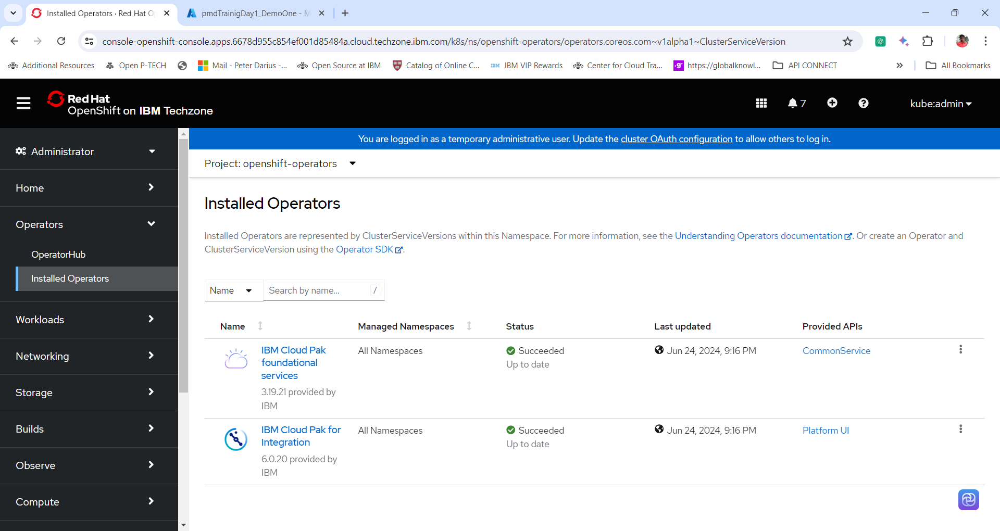 Installed Operators · Red Hat O
pmdTrainigDay1_DemoOne - M
console-openshift-console.apps.6678d955c854ef001d85484a.cloud.techzone.ibm.com/k8s/ns/openshift-operators/operators.coreos.com~v1alpha1~ClusterServiceVersion
Additional Resources
Open P-TECH
Mail - Peter Darius -...
Open Source at IBM
Catalog of Online C...
IBM
IBM VIP Rewards
Center for Cloud Tra...
.g
https://globalknowl...
API CONNECT
All Bookmarks
Red Hat
OpenShift on IBM Techzone
7
kube:admin
Administrator
Home
Operators
OperatorHub
Installed Operators
Workloads
Networking
Storage
Builds
Observe
Compute
You are logged in as a temporary administrative user. Update the cluster OAuth configuration to allow others to log in.
Project: openshift-operators
Installed Operators
Installed Operators are represented by ClusterServiceVersions within this Namespace. For more information, see the Understanding Operators documentation. Or create an Operator and
ClusterServiceVersion using the Operator SDK.
Name
Search by name...
/
Name
Managed Namespaces
Status
Last updated
Provided APIs
IBM Cloud Pak
foundational
services
3.19.21 provided by
IBM
All Namespaces
Succeeded
Up to date
Jun 24, 2024, 9:16 PM
CommonService
IBM Cloud Pak for
Integration
6.0.20 provided by
IBM
All Namespaces
Succeeded
Up to date
Jun 24, 2024, 9:16 PM
Platform UI